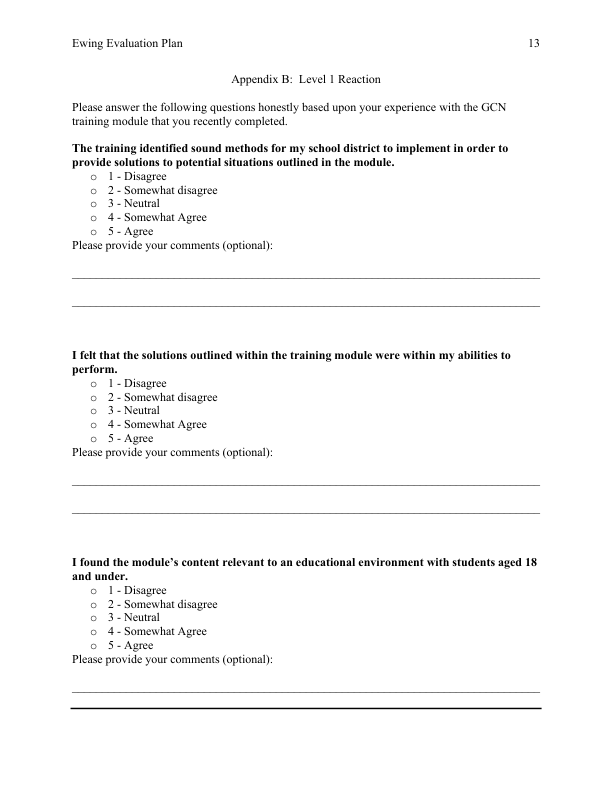 Ewing Evaluation Plan 13
Appendix B:  Level 1 Reaction
Please answer the following questions honestly based upon your experience with the GCN
training module that you recently completed.
The training identified sound methods for my school district to implement in order to
provide solutions to potential situations outlined in the module.
o 1 - Disagree
o 2 - Somewhat disagree
o 3 - Neutral
o 4 - Somewhat Agree
o 5 - Agree
Please provide your comments (optional):
I felt that the solutions outlined within the training module were within my abilities to
perform.
o 1 - Disagree
o 2 - Somewhat disagree
o 3 - Neutral
o 4 - Somewhat Agree
o 5 - Agree
Please provide your comments (optional):
I found the module’s content relevant to an educational environment with students aged 18
and under.
o 1 - Disagree
o 2 - Somewhat disagree
o 3 - Neutral
o 4 - Somewhat Agree
o 5 - Agree
Please provide your comments (optional):